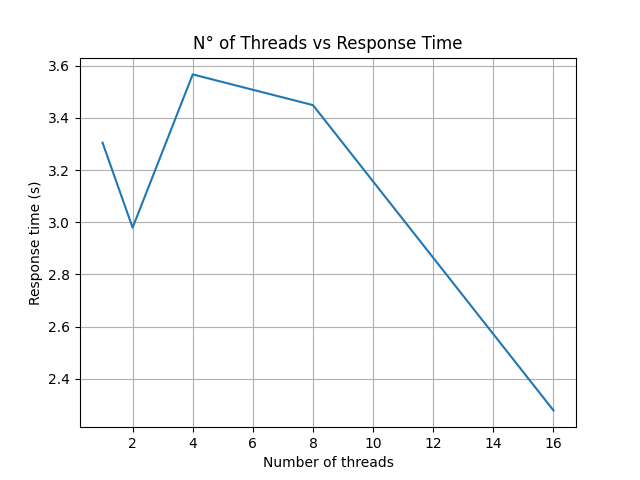 N° of Threads vs Response Time
3.6
3.4
3.2
3.0
2.8
2.6
2.4
Response time (s)
2 4 6 8 10 12 14 16
Number of threads